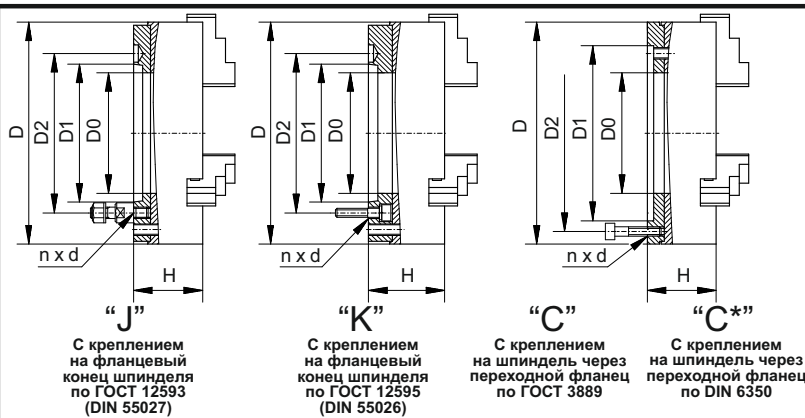 D
D2
D1
D0
n x d
H
D
D2
D1
D0
n x d
H
D
D2
D1
D0
n x d
H
“J”
С креплением
на фланцевый
конец шпинделя
по ГОСТ 12593
(DIN 55027)
“K”
С креплением
на фланцевый
конец шпинделя
по ГОСТ 12595
(DIN 55026)
“C”
С креплением
на шпиндель через
переходной фланец
по ГОСТ 3889
“C*”
С креплением
на шпиндель через
переходной фланец
по DIN 6350